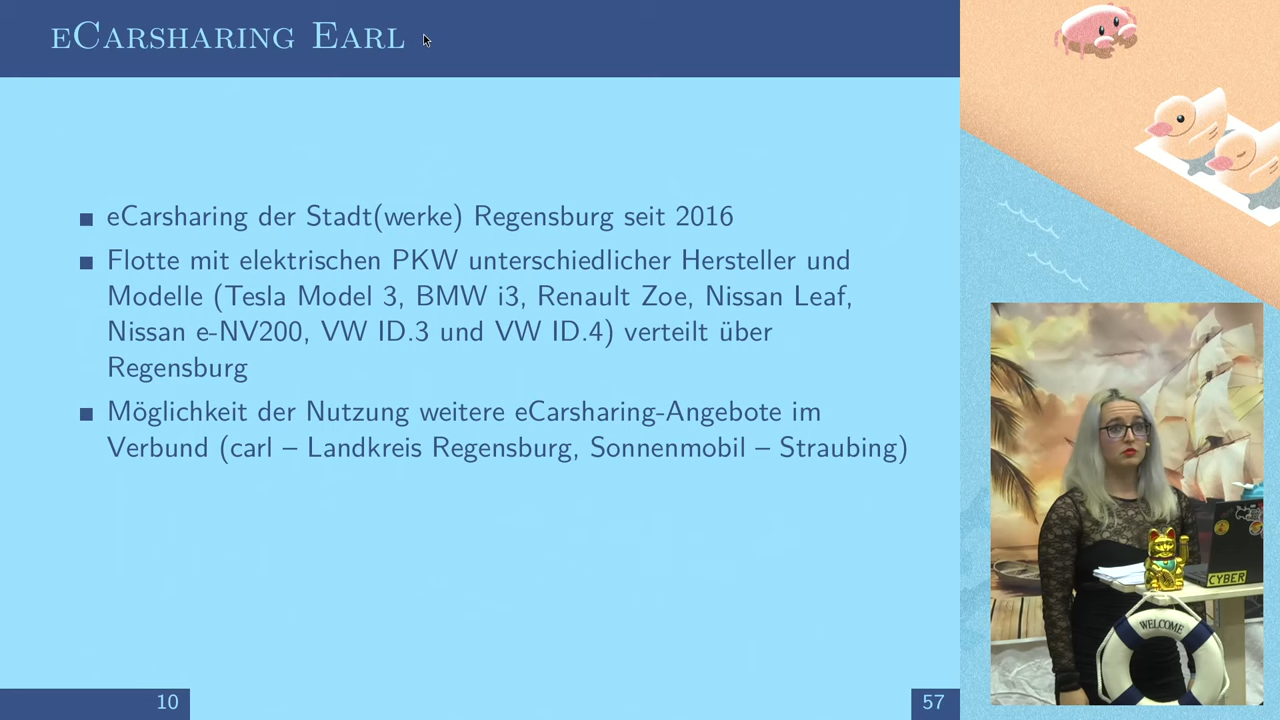 eCarsharing Earl
eCarsharing der Stadt(werke) Regensburg seit 2016
Flotte mit elektrischen PKW unterschiedlicher Hersteller und
Modelle (Tesla Model 3, BMW i3, Renault Zoe, Nissan Leaf,
Nissan e-NV200, VW ID.3 und VW ID.4) verteilt über
Regensburg
Möglichkeit der Nutzung weitere eCarsharing-Angebote im
Verbund (carl – Landkreis Regensburg, Sonnenmobil – Straubing)
10
57
CYBER
WELCOME